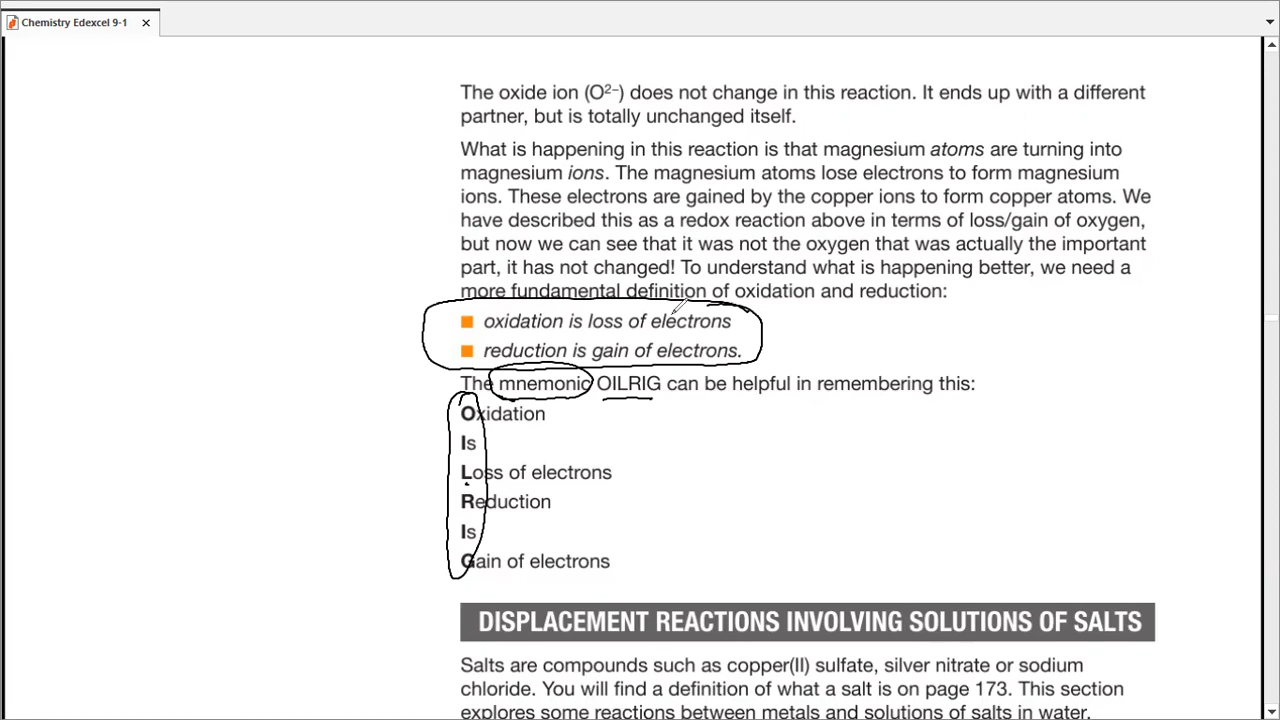 Chemistry Edexcel 9-1
The oxide ion (O²⁻) does not change in this reaction. It ends up with a different
partner, but is totally unchanged itself.
What is happening in this reaction is that magnesium atoms are turning into
magnesium ions. The magnesium atoms lose electrons to form magnesium
ions. These electrons are gained by the copper ions to form copper atoms. We
have described this as a redox reaction above in terms of loss/gain of oxygen,
but now we can see that it was not the oxygen that was actually the important
part, it has not changed! To understand what is happening better, we need a
more fundamental definition of oxidation and reduction:
oxidation is loss of electrons
reduction is gain of electrons.
The mnemonic OILRIG can be helpful in remembering this:
Oxidation
Is
Loss of electrons
Reduction
Is
Gain of electrons
DISPLACEMENT REACTIONS INVOLVING SOLUTIONS OF SALTS
Salts are compounds such as copper(II) sulfate, silver nitrate or sodium
chloride. You will find a definition of what a salt is on page 173. This section
explores some reactions between metals and solutions of salts in water.